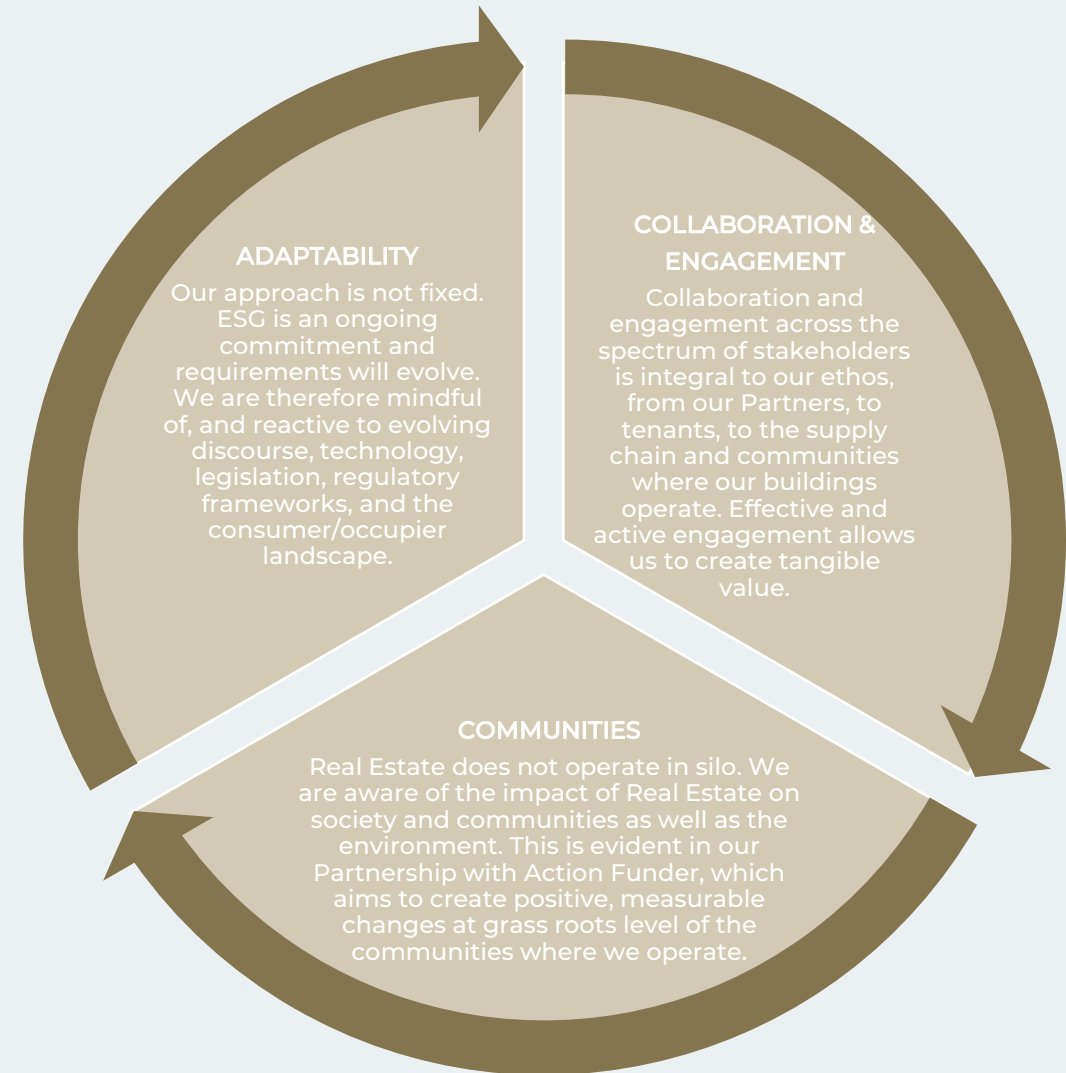 ADAPTABILITY
Our approach is not fixed.
ESG is an ongoing
commitment and
requirements will evolve.
We are therefore mindful
of, and reactive to evolving
discourse, technology,
legislation, regulatory
frameworks, and the
consumer/occupier
landscape.
COLLABORATION &
ENGAGEMENT
Collaboration and
engagement across the
spectrum of stakeholders
is integral to our ethos,
from our Partners, to
tenants, to the supply
chain and communities
where our buildings
operate. Effective and
active engagement allows
us to create tangible
value.
COMMUNITIES
Real Estate does not operate in silo. We
are aware of the impact of Real Estate on
society and communities as well as the
environment. This is evident in our
Partnership with Action Funder, which
aims to create positive, measurable
changes at grass roots level of the
communities where we operate.